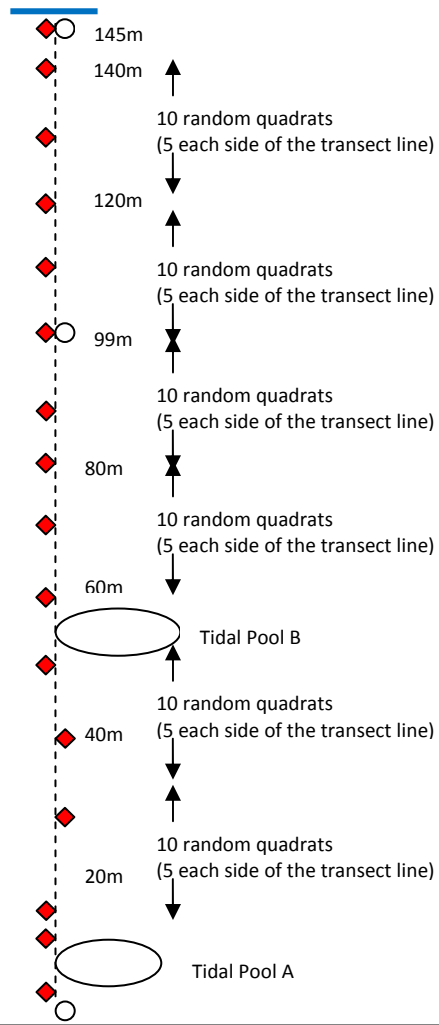 145m
140m
10 random quadrats
(5 each side of the transect line)
120m
10 random quadrats
(5 each side of the transect line)
99m
10 random quadrats
(5 each side of the transect line)
80m
10 random quadrats
(5 each side of the transect line)
60m
Tidal Pool B
10 random quadrats
40m
(5 each side of the transect line)
10 random quadrats
(5 each side of the transect line)
20m
Tidal Pool A